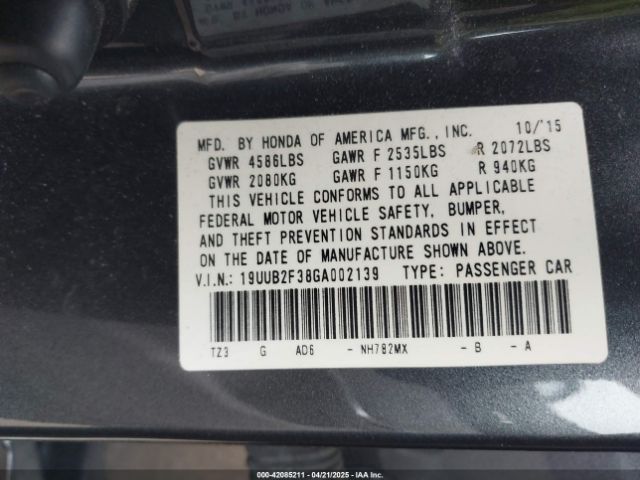 MFD. BY HONDA OF AMERICA MFG., INC. 10/'15
GVWR 4586LBS GAWR F 2535LBS R 2072LBS
GVWR 2080KG GAWR F 1150KG R 940KG
THIS VEHICLE CONFORMS TO ALL APPLICABLE
FEDERAL MOTOR VEHICLE SAFETY, BUMPER,
AND THEFT PREVENTION STANDARDS IN EFFECT
ON THE DATE OF MANUFACTURE SHOWN ABOVE.
V.I.N.: 19UUB2F38GA002139 TYPE: PASSENGER CAR
TZ3 G AD6 - NH782MX - B - A
000-42085211 - 04/21/2025 - IAA Inc.